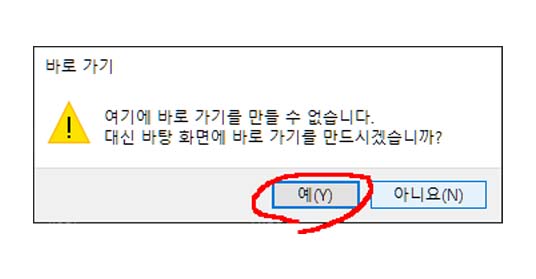 바로 가기
여기에 바로 가기를 만들 수 없습니다.
대신 바탕 화면에 바로 가기를 만드시겠습니까?
예(Y) 아니요(N)